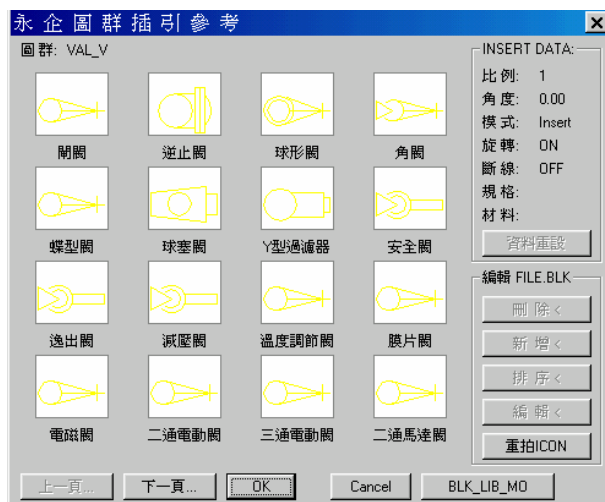 永企圖群插引參考
圖群: VAL_V
閘閥 逆止閥 球形閥 角閥
蝶型閥 球塞閥 Y型過濾器 安全閥
逸出閥 減壓閥 溫度調節閥 膜片閥
電磁閥 二通電動閥 三通電動閥 二通馬達閥
INSERT DATA:
比例: 1
角度: 0.00
模式: Insert
旋轉: ON
斷線: OFF
規格:
材料:
資料重設
編輯 FILE.BLK
刪 除 <
新 增 <
排 序 <
編 輯 <
重拍ICON
上一頁... 下一頁... OK Cancel BLK_LIB_MO